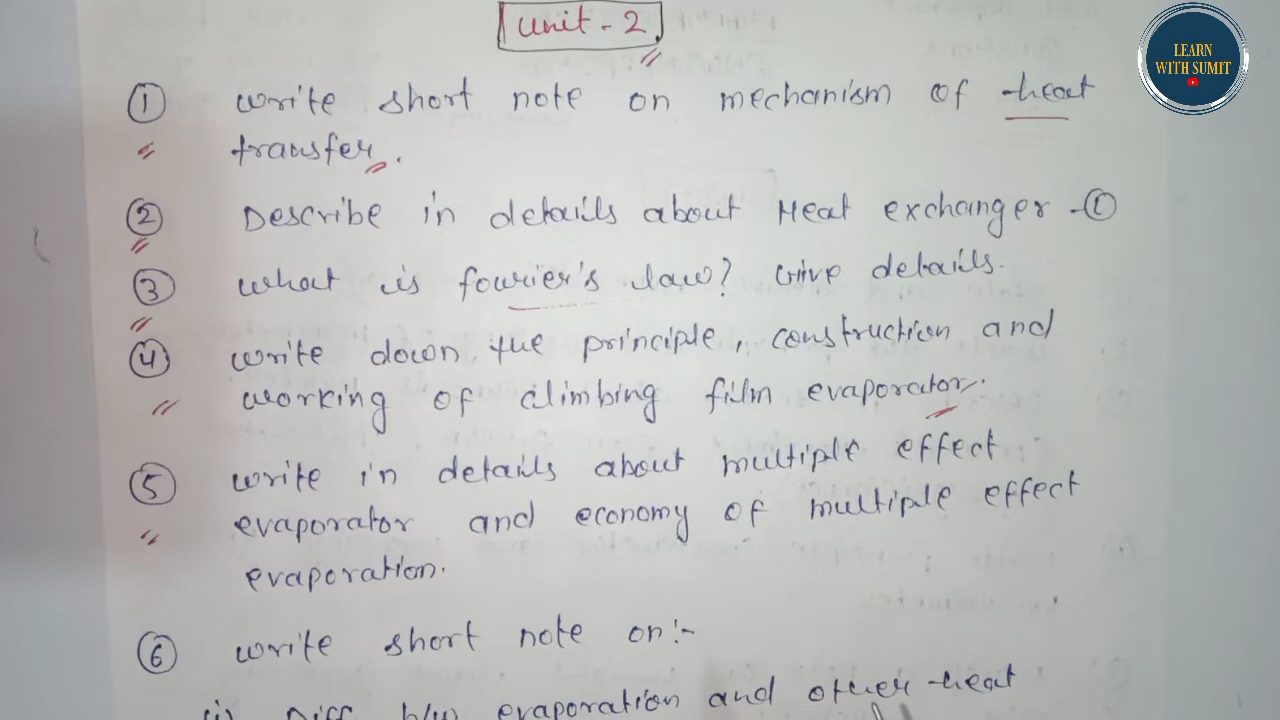 Unit - 2
LEARN
WITH SUMIT
① Write short note on mechanism of heat
transfer.
② Describe in details about Heat exchanger -①
③ What is fourier's law? Give details.
④ Write down the principle, construction and
working of climbing film evaporator.
⑤ Write in details about multiple effect
evaporator and economy of multiple effect
evaporation.
⑥ Write short note on:-
(i) Diff b/w evaporation and other heat